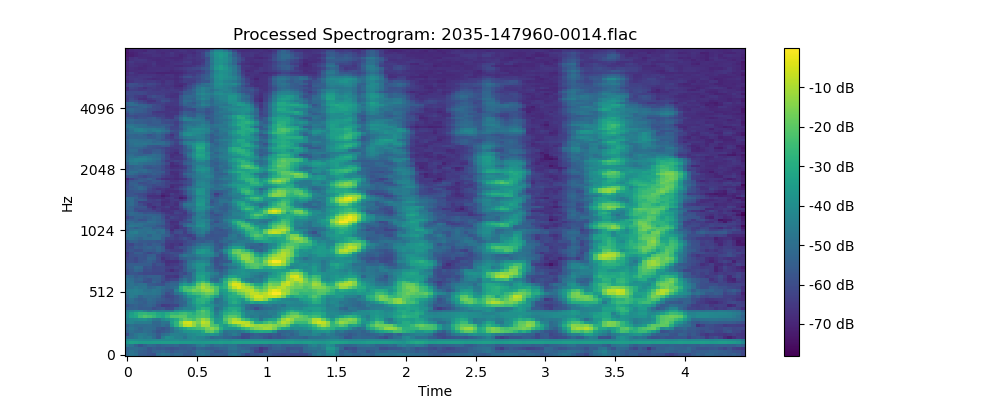 Processed Spectrogram: 2035-147960-0014.flac
Hz
4096
2048
1024
512
0
0 0.5 1 1.5 2 2.5 3 3.5 4
Time
-10 dB
-20 dB
-30 dB
-40 dB
-50 dB
-60 dB
-70 dB